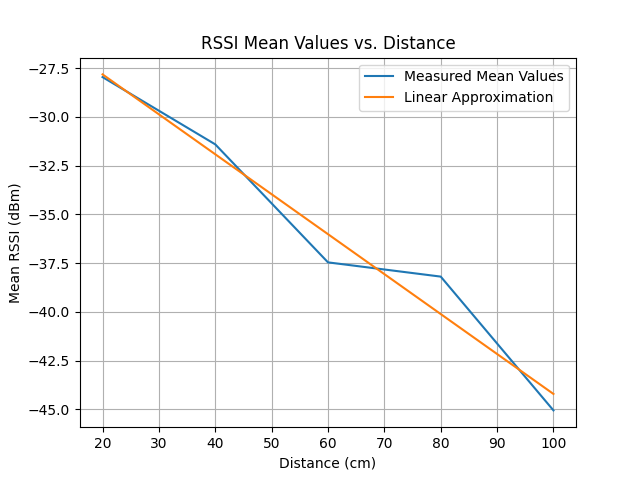 RSSI Mean Values vs. Distance
Measured Mean Values
Linear Approximation
Mean RSSI (dBm)
−27.5
−30.0
−32.5
−35.0
−37.5
−40.0
−42.5
−45.0
20 30 40 50 60 70 80 90 100
Distance (cm)